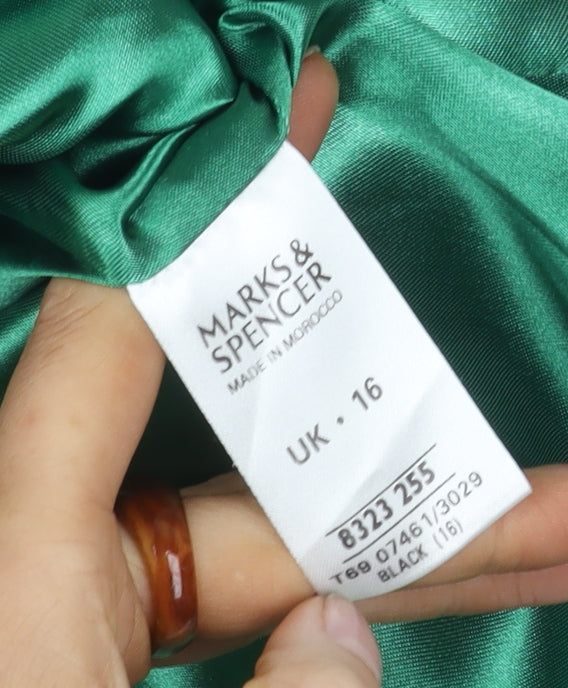 MARKS &
SPENCER
MADE IN MOROCCO
UK • 16
8323 255
T69 07461/3029
BLACK (16)